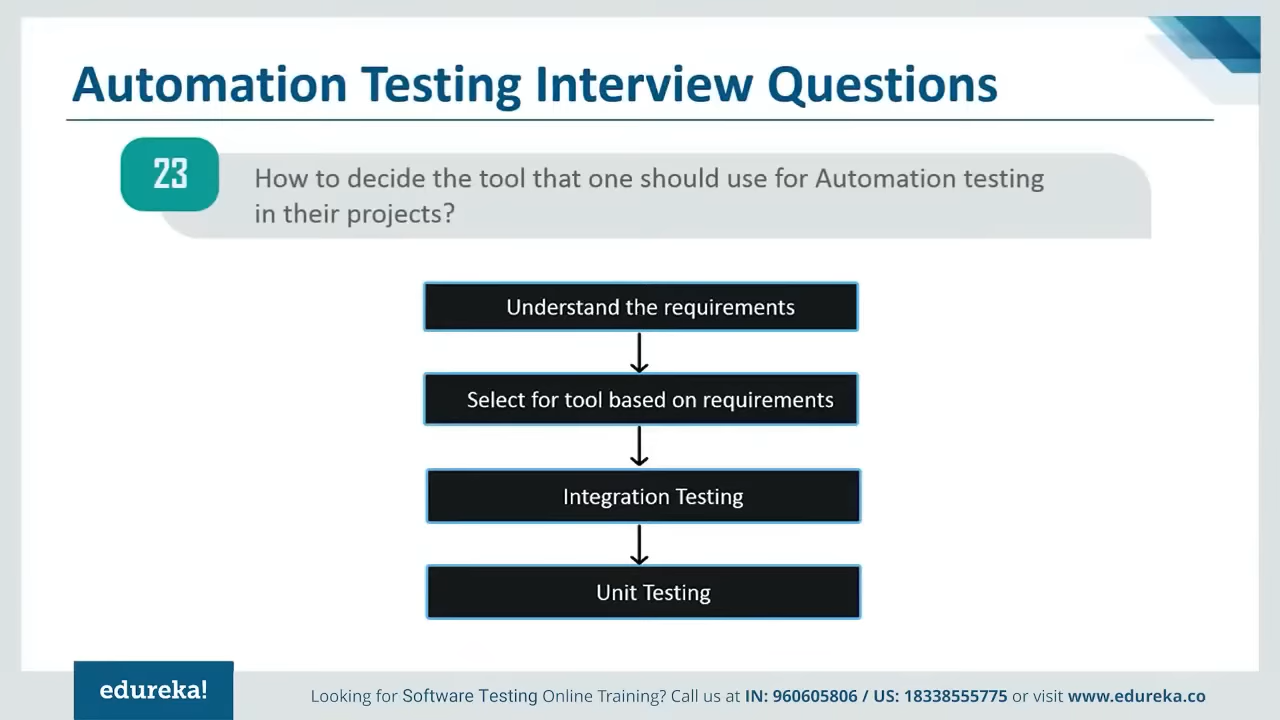 Automation Testing Interview Questions
23
How to decide the tool that one should use for Automation testing
in their projects?
Understand the requirements
Select for tool based on requirements
Integration Testing
Unit Testing
edureka!
Looking for Software Testing Online Training? Call us at IN: 960605806 / US: 18338555775 or visit www.edureka.co